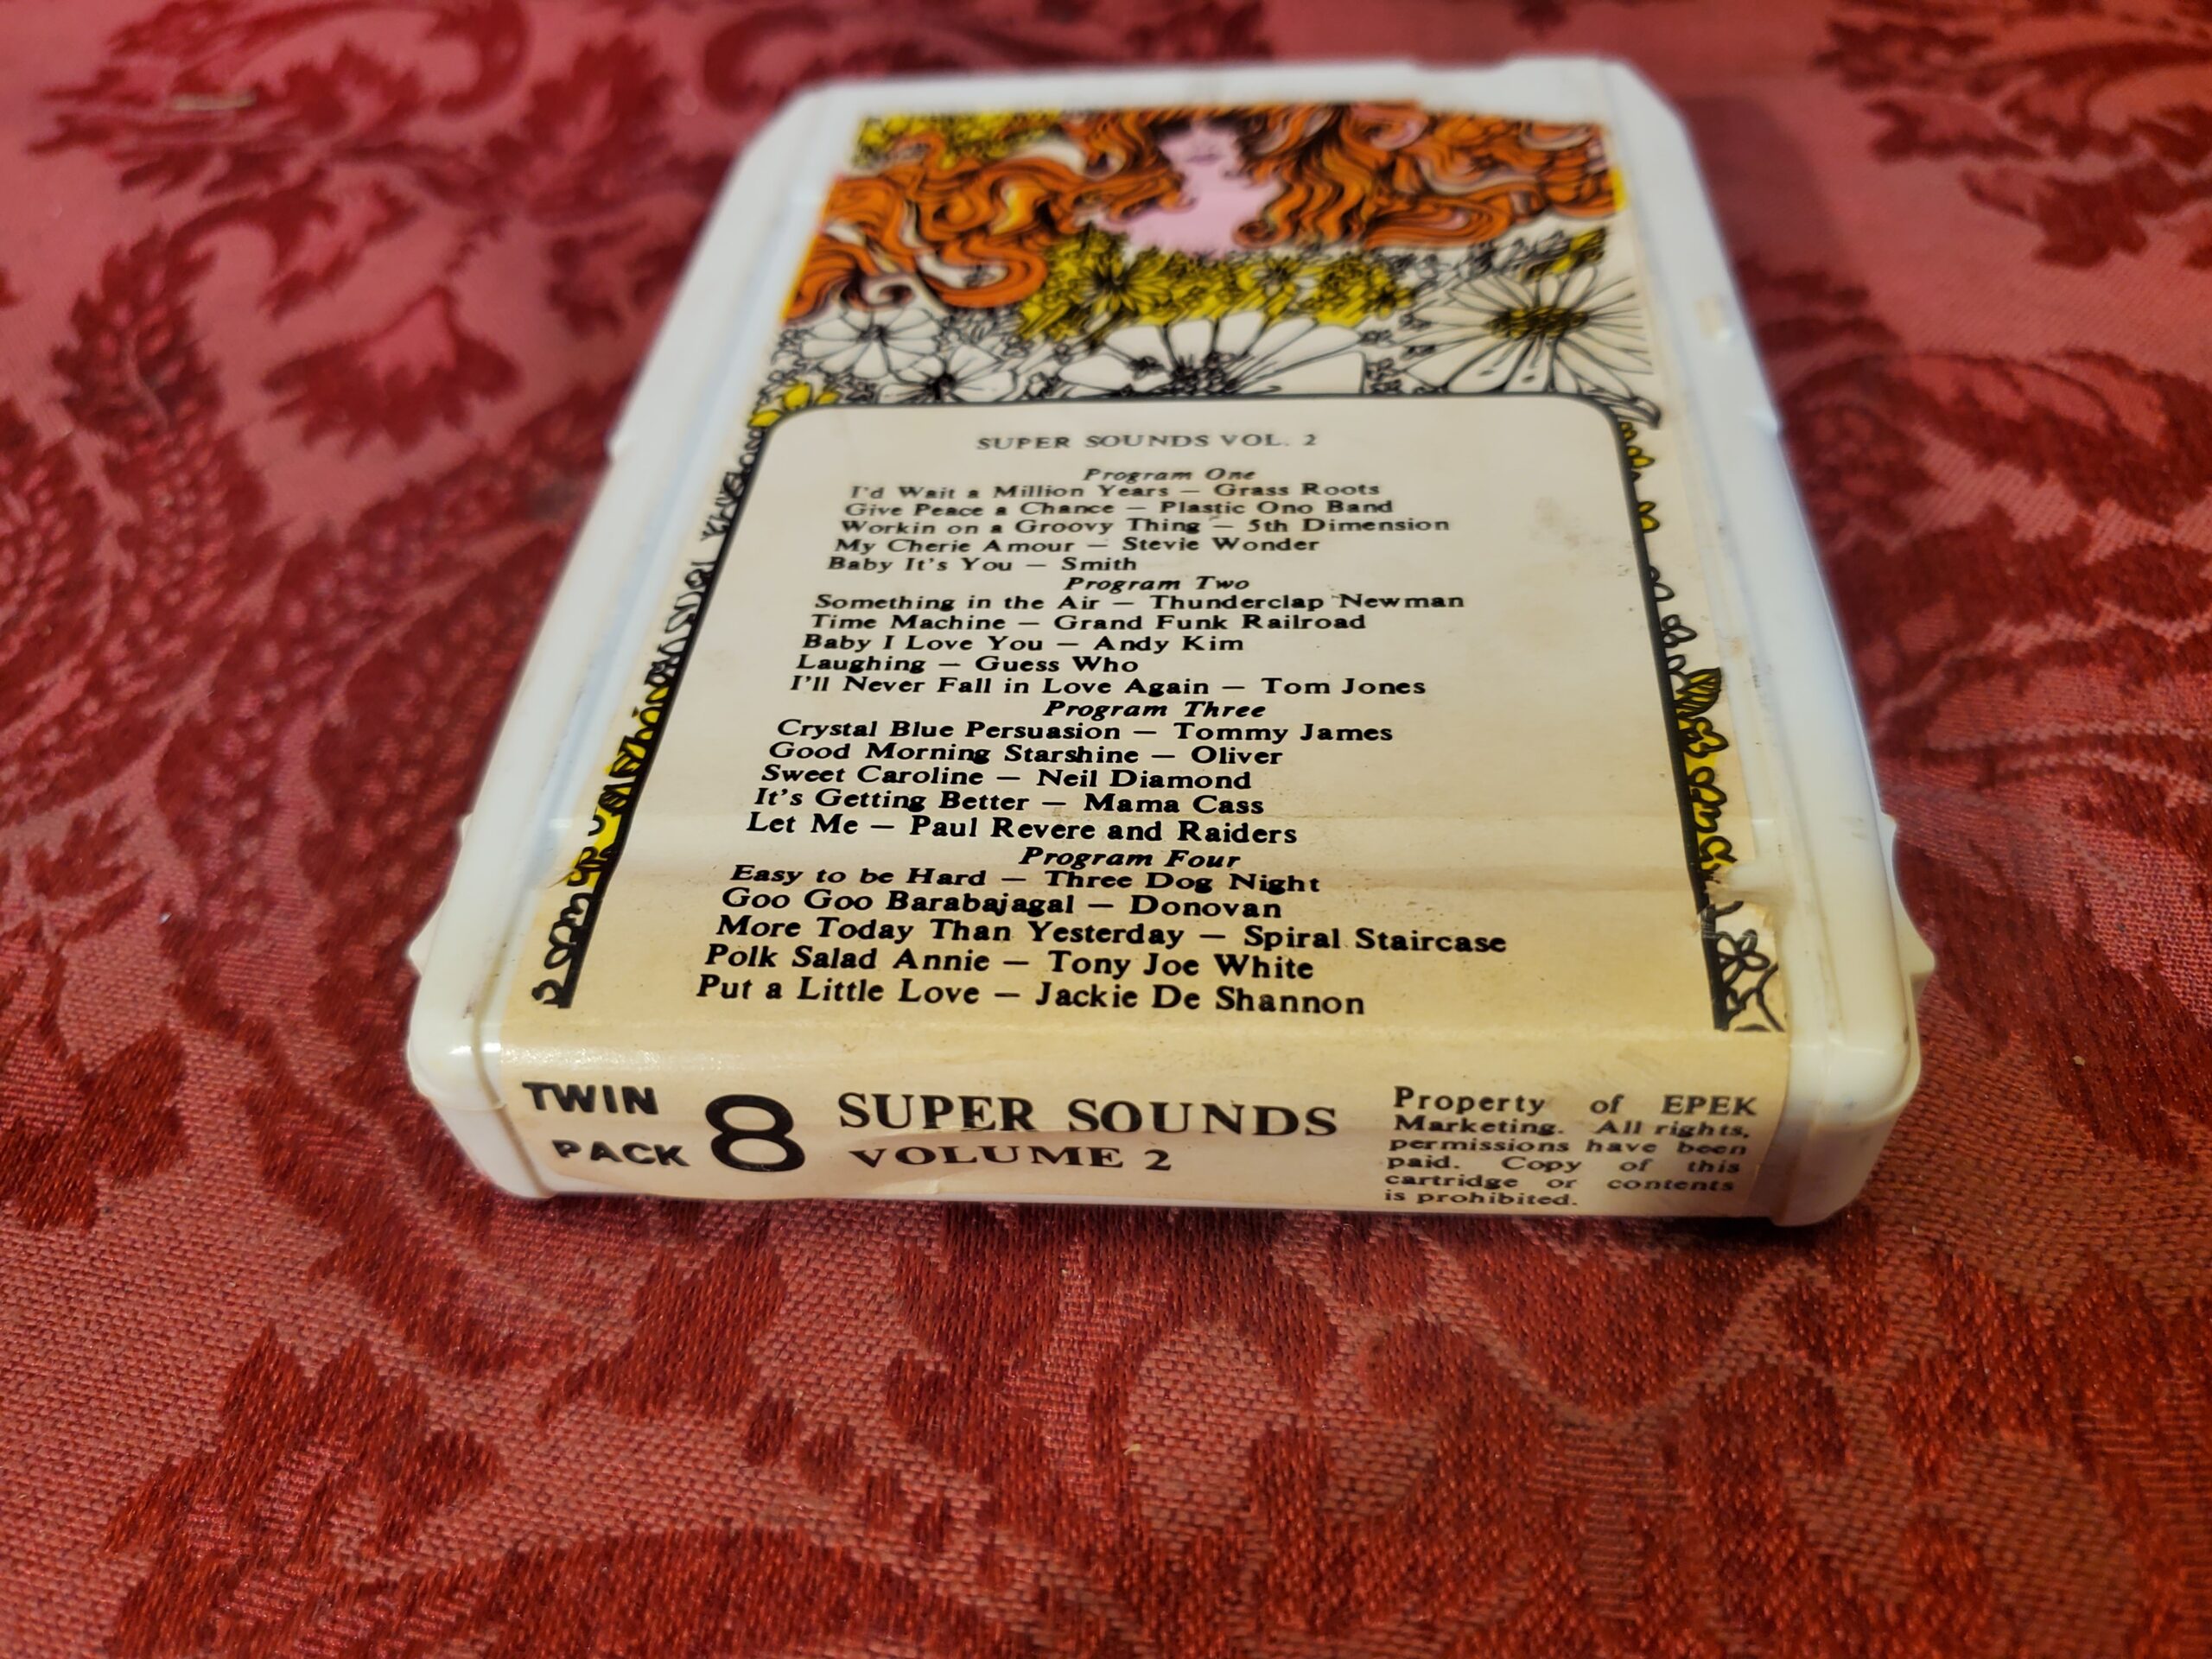 SUPER SOUNDS VOL. 2
Program One
I'd Wait a Million Years — Grass Roots
Give Peace a Chance — Plastic Ono Band
Workin on a Groovy Thing — 5th Dimension
My Cherie Amour — Stevie Wonder
Baby It's You — Smith
Program Two
Something in the Air — Thunderclap Newman
Time Machine — Grand Funk Railroad
Baby I Love You — Andy Kim
Laughing — Guess Who
I'll Never Fall in Love Again — Tom Jones
Program Three
Crystal Blue Persuasion — Tommy James
Good Morning Starshine — Oliver
Sweet Caroline — Neil Diamond
It's Getting Better — Mama Cass
Let Me — Paul Revere and Raiders
Program Four
Easy to be Hard — Three Dog Night
Goo Goo Barabajagal — Donovan
More Today Than Yesterday — Spiral Staircase
Polk Salad Annie — Tony Joe White
Put a Little Love — Jackie De Shannon
TWIN
PACK
8
SUPER SOUNDS
VOLUME 2
Property of EPEK
Marketing. All rights,
permissions have been
paid. Copy of this
cartridge or contents
is prohibited.